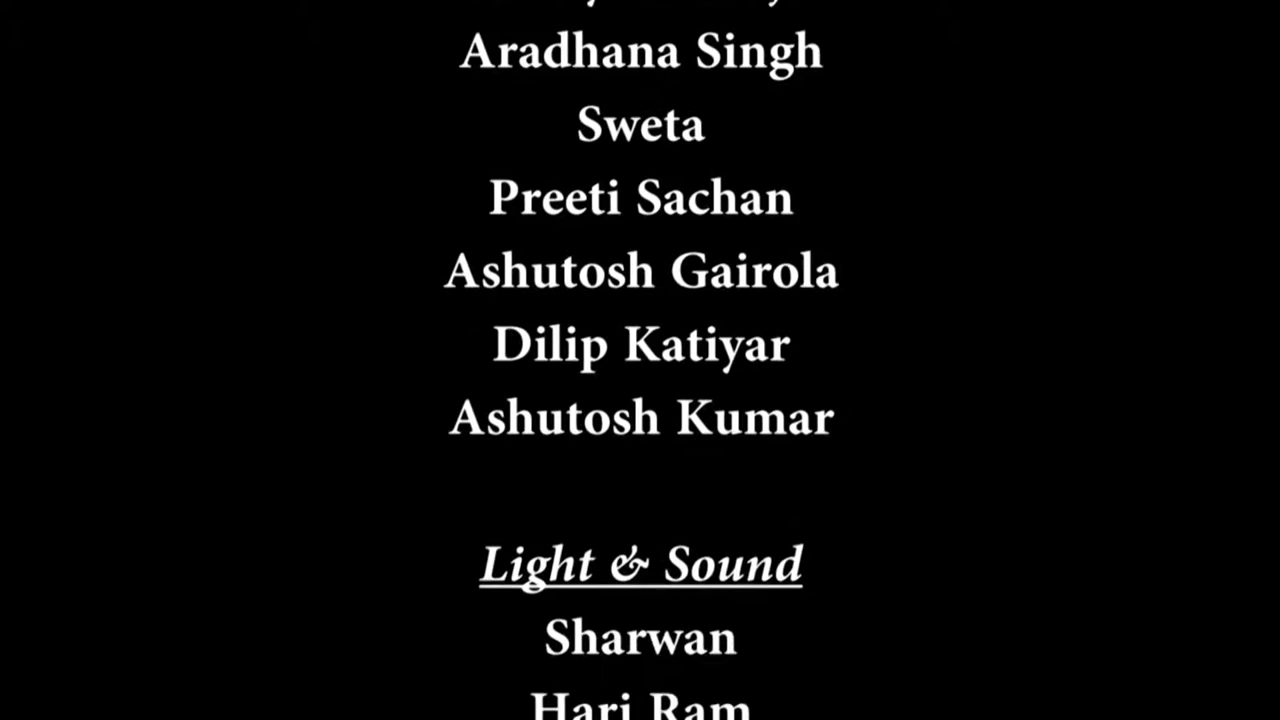 Aradhana Singh
Sweta
Preeti Sachan
Ashutosh Gairola
Dilip Katiyar
Ashutosh Kumar
Light & Sound
Sharwan
Hari Ram